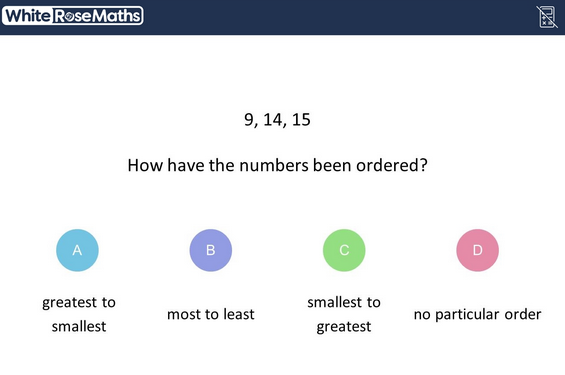 White Rose Maths
9, 14, 15
How have the numbers been ordered?
A
B
C
D
greatest to
smallest
most to least
smallest to
greatest
no particular order